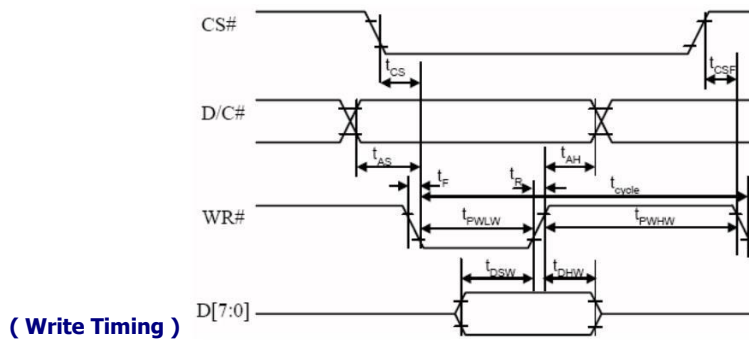 CS#
tCS
tCSF
D/C#
tAS
tAH
tF
tR
tcycle
WR#
tPWLW
tPWHW
tDSW
tDHW
( Write Timing ) D[7:0]